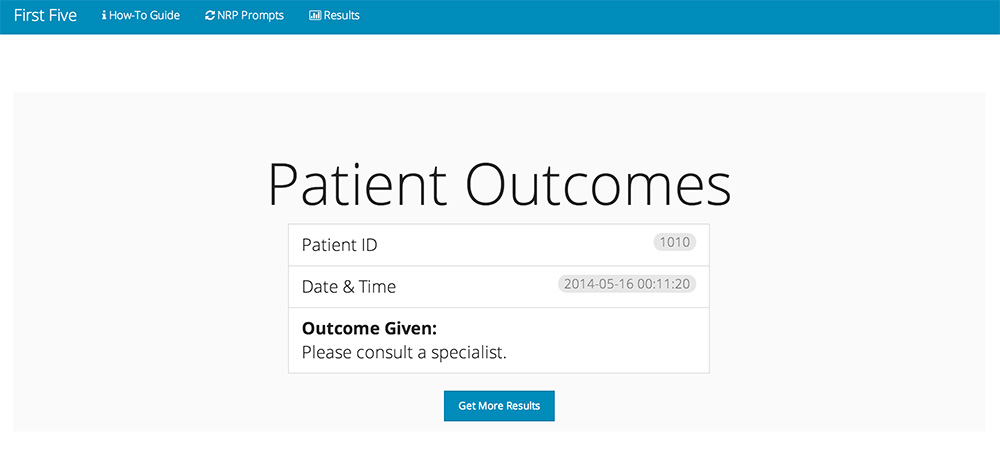 First Five How-To Guide NRP Prompts Results
Patient Outcomes
Patient ID 1010
Date & Time 2014-05-16 00:11:20
Outcome Given:
Please consult a specialist.
Get More Results